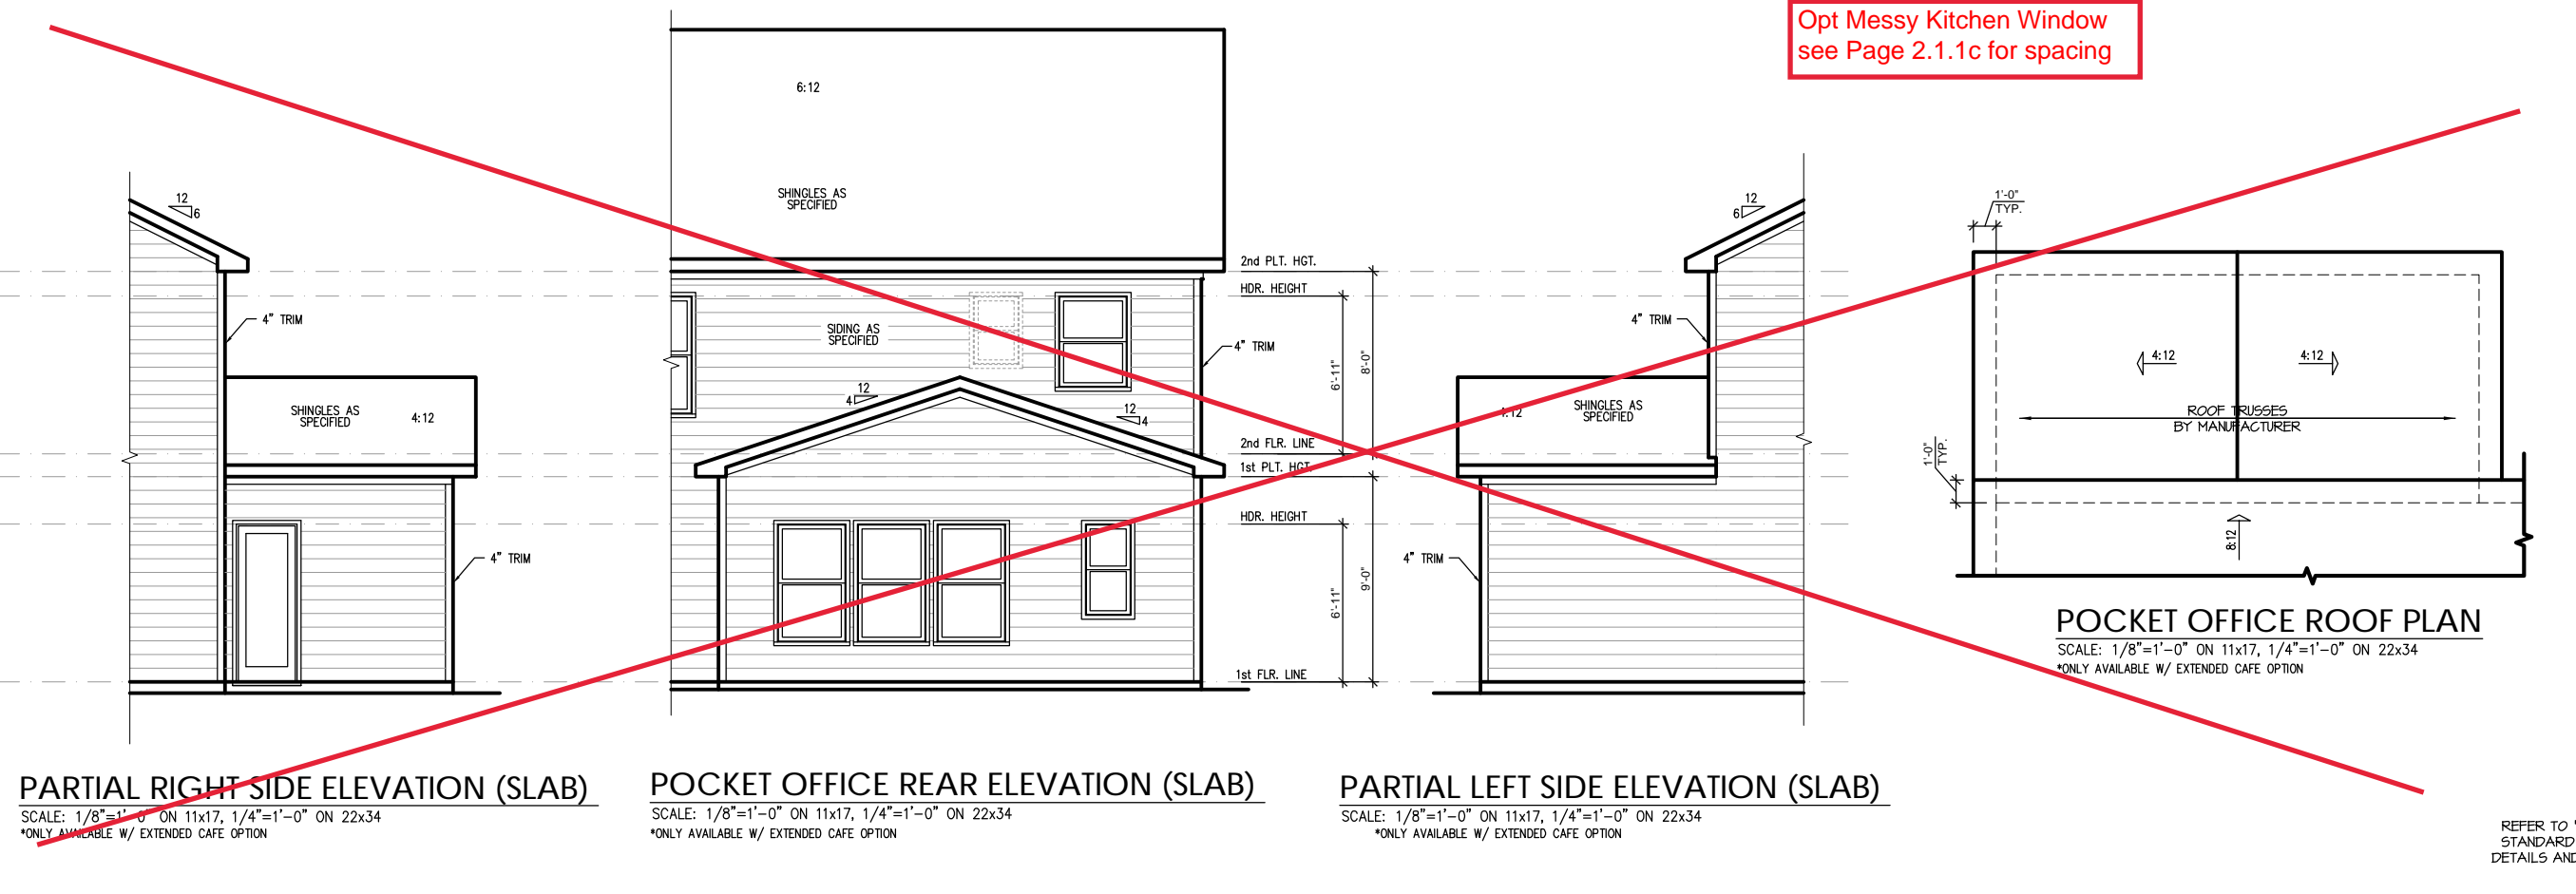 Opt Messy Kitchen Window
see Page 2.1.1c for spacing
12
6
4" TRIM
SHINGLES AS
SPECIFIED
4:12
4" TRIM
PARTIAL RIGHT SIDE ELEVATION (SLAB)
SCALE: 1/8"=1'-0" ON 11x17, 1/4"=1'-0" ON 22x34
*ONLY AVAILABLE W/ EXTENDED CAFE OPTION
6:12
SHINGLES AS
SPECIFIED
SIDING AS
SPECIFIED
12
4
12
4
4" TRIM
2nd PLT. HGT.
HDR. HEIGHT
6'-11"
8'-0"
2nd FLR. LINE
1st PLT. HGT.
HDR. HEIGHT
6'-11"
9'-0"
1st FLR. LINE
POCKET OFFICE REAR ELEVATION (SLAB)
SCALE: 1/8"=1'-0" ON 11x17, 1/4"=1'-0" ON 22x34
*ONLY AVAILABLE W/ EXTENDED CAFE OPTION
12
6
4" TRIM
4:12
SHINGLES AS
SPECIFIED
4" TRIM
PARTIAL LEFT SIDE ELEVATION (SLAB)
SCALE: 1/8"=1'-0" ON 11x17, 1/4"=1'-0" ON 22x34
*ONLY AVAILABLE W/ EXTENDED CAFE OPTION
1'-0"
TYP.
4:12
4:12
ROOF TRUSSES
BY MANUFACTURER
1'-0"
TYP.
8:12
POCKET OFFICE ROOF PLAN
SCALE: 1/8"=1'-0" ON 11x17, 1/4"=1'-0" ON 22x34
*ONLY AVAILABLE W/ EXTENDED CAFE OPTION
REFER TO "
STANDARD
DETAILS AND